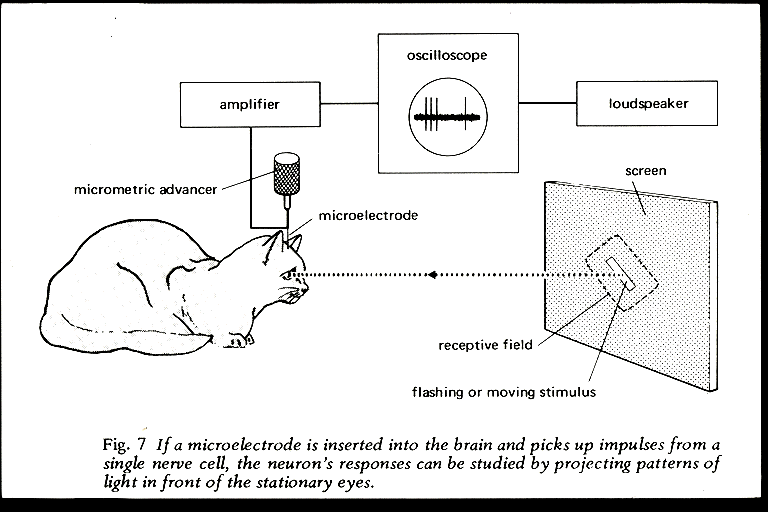 oscilloscope
amplifier
loudspeaker
screen
micrometric advancer
microelectrode
receptive field
flashing or moving stimulus
Fig. 7 If a microelectrode is inserted into the brain and picks up impulses from a
single nerve cell, the neuron's responses can be studied by projecting patterns of
light in front of the stationary eyes.